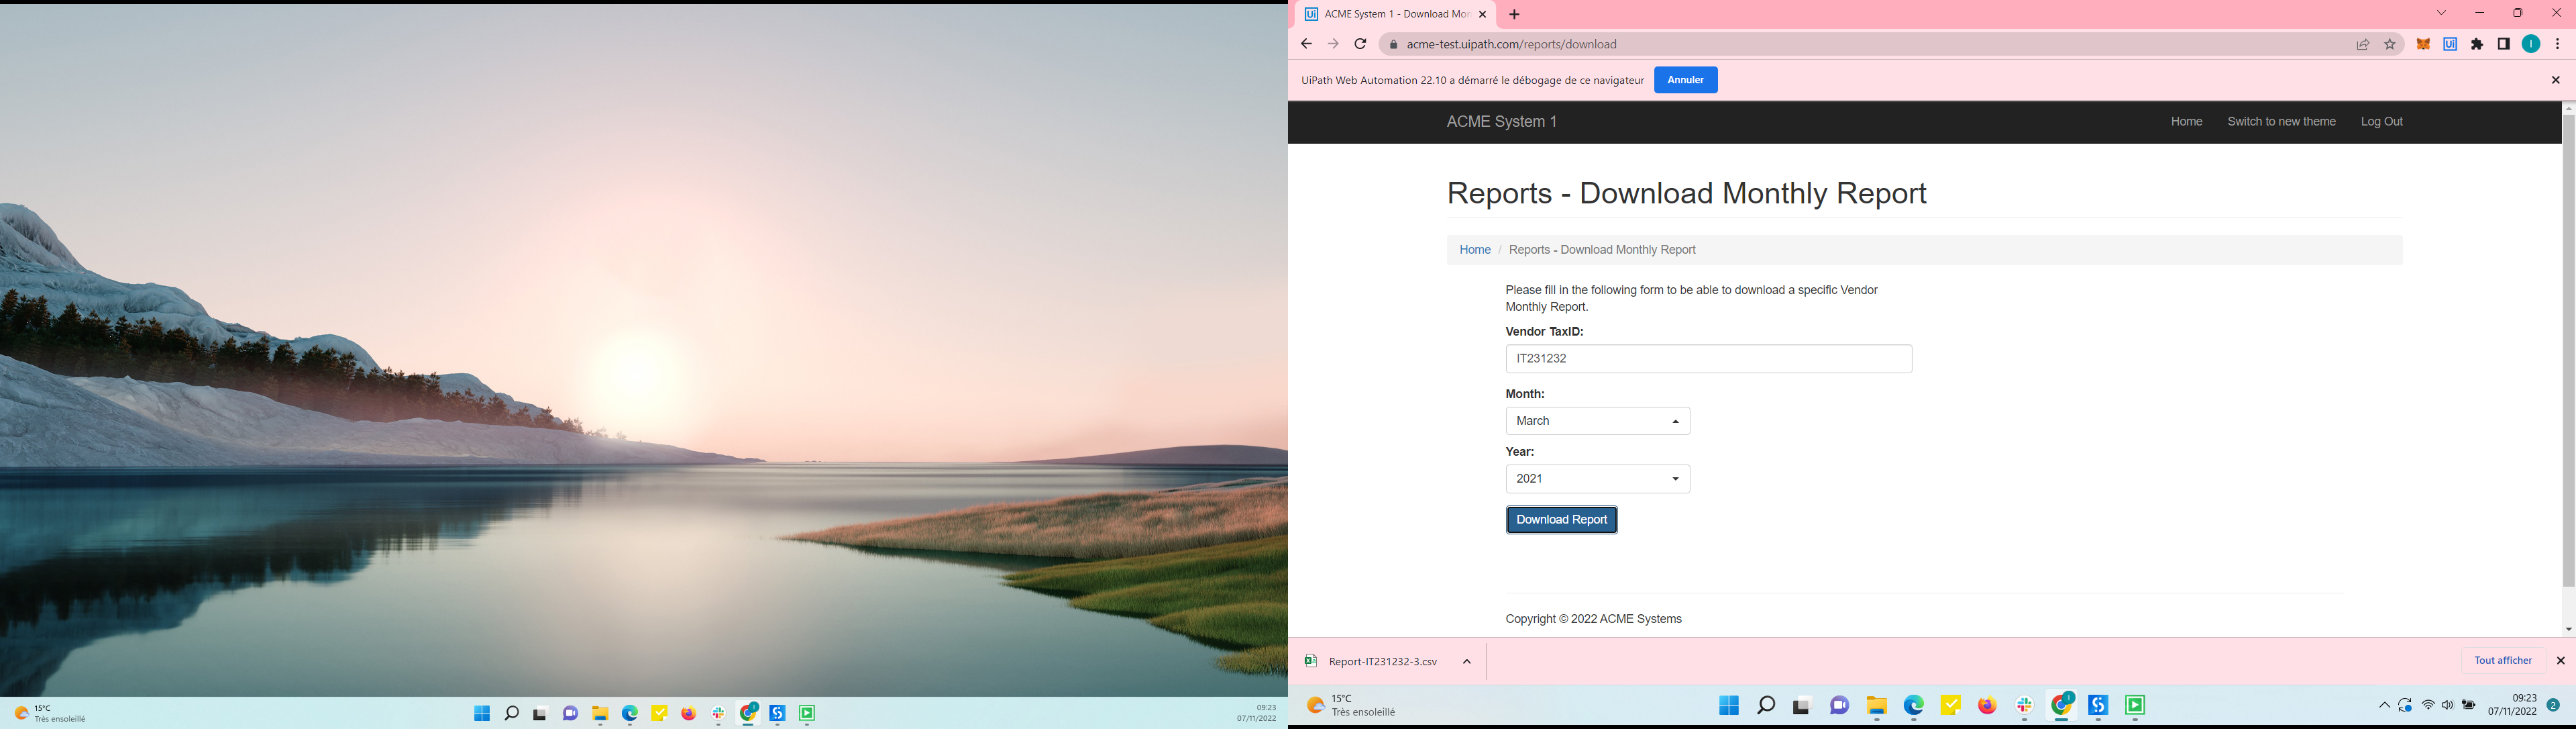 15°C
Très ensoleillé
09:23
07/11/2022
ACME System 1 - Download Mon
acme-test.uipath.com/reports/download
UiPath Web Automation 22.10 a démarré le débogage de ce navigateur
Annuler
ACME System 1
Home
Switch to new theme
Log Out
Reports - Download Monthly Report
Home / Reports - Download Monthly Report
Please fill in the following form to be able to download a specific Vendor
Monthly Report.
Vendor TaxID:
IT231232
Month:
March
Year:
2021
Download Report
Copyright © 2022 ACME Systems
Report-IT231232-3.csv
Tout afficher
15°C
Très ensoleillé
09:23
07/11/2022
2